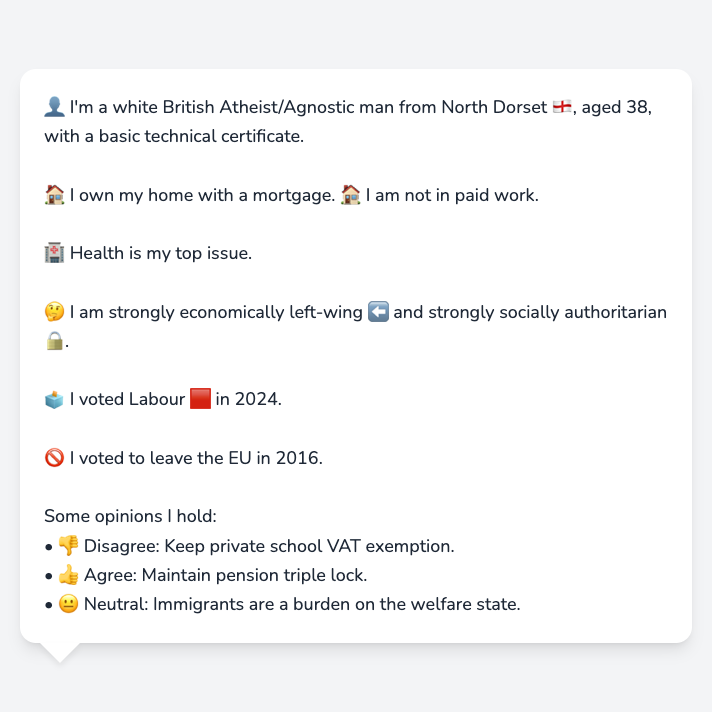 👤 I'm a white British Atheist/Agnostic man from North Dorset 🏴󠁧󠁢󠁥󠁮󠁧󠁿, aged 38,
with a basic technical certificate.
🏠 I own my home with a mortgage. 🏠 I am not in paid work.
🏥 Health is my top issue.
🤔 I am strongly economically left-wing ⬅️ and strongly socially authoritarian
🔒.
🗳️ I voted Labour 🟥 in 2024.
🚫 I voted to leave the EU in 2016.
Some opinions I hold:
• 👎 Disagree: Keep private school VAT exemption.
• 👍 Agree: Maintain pension triple lock.
• 😐 Neutral: Immigrants are a burden on the welfare state.